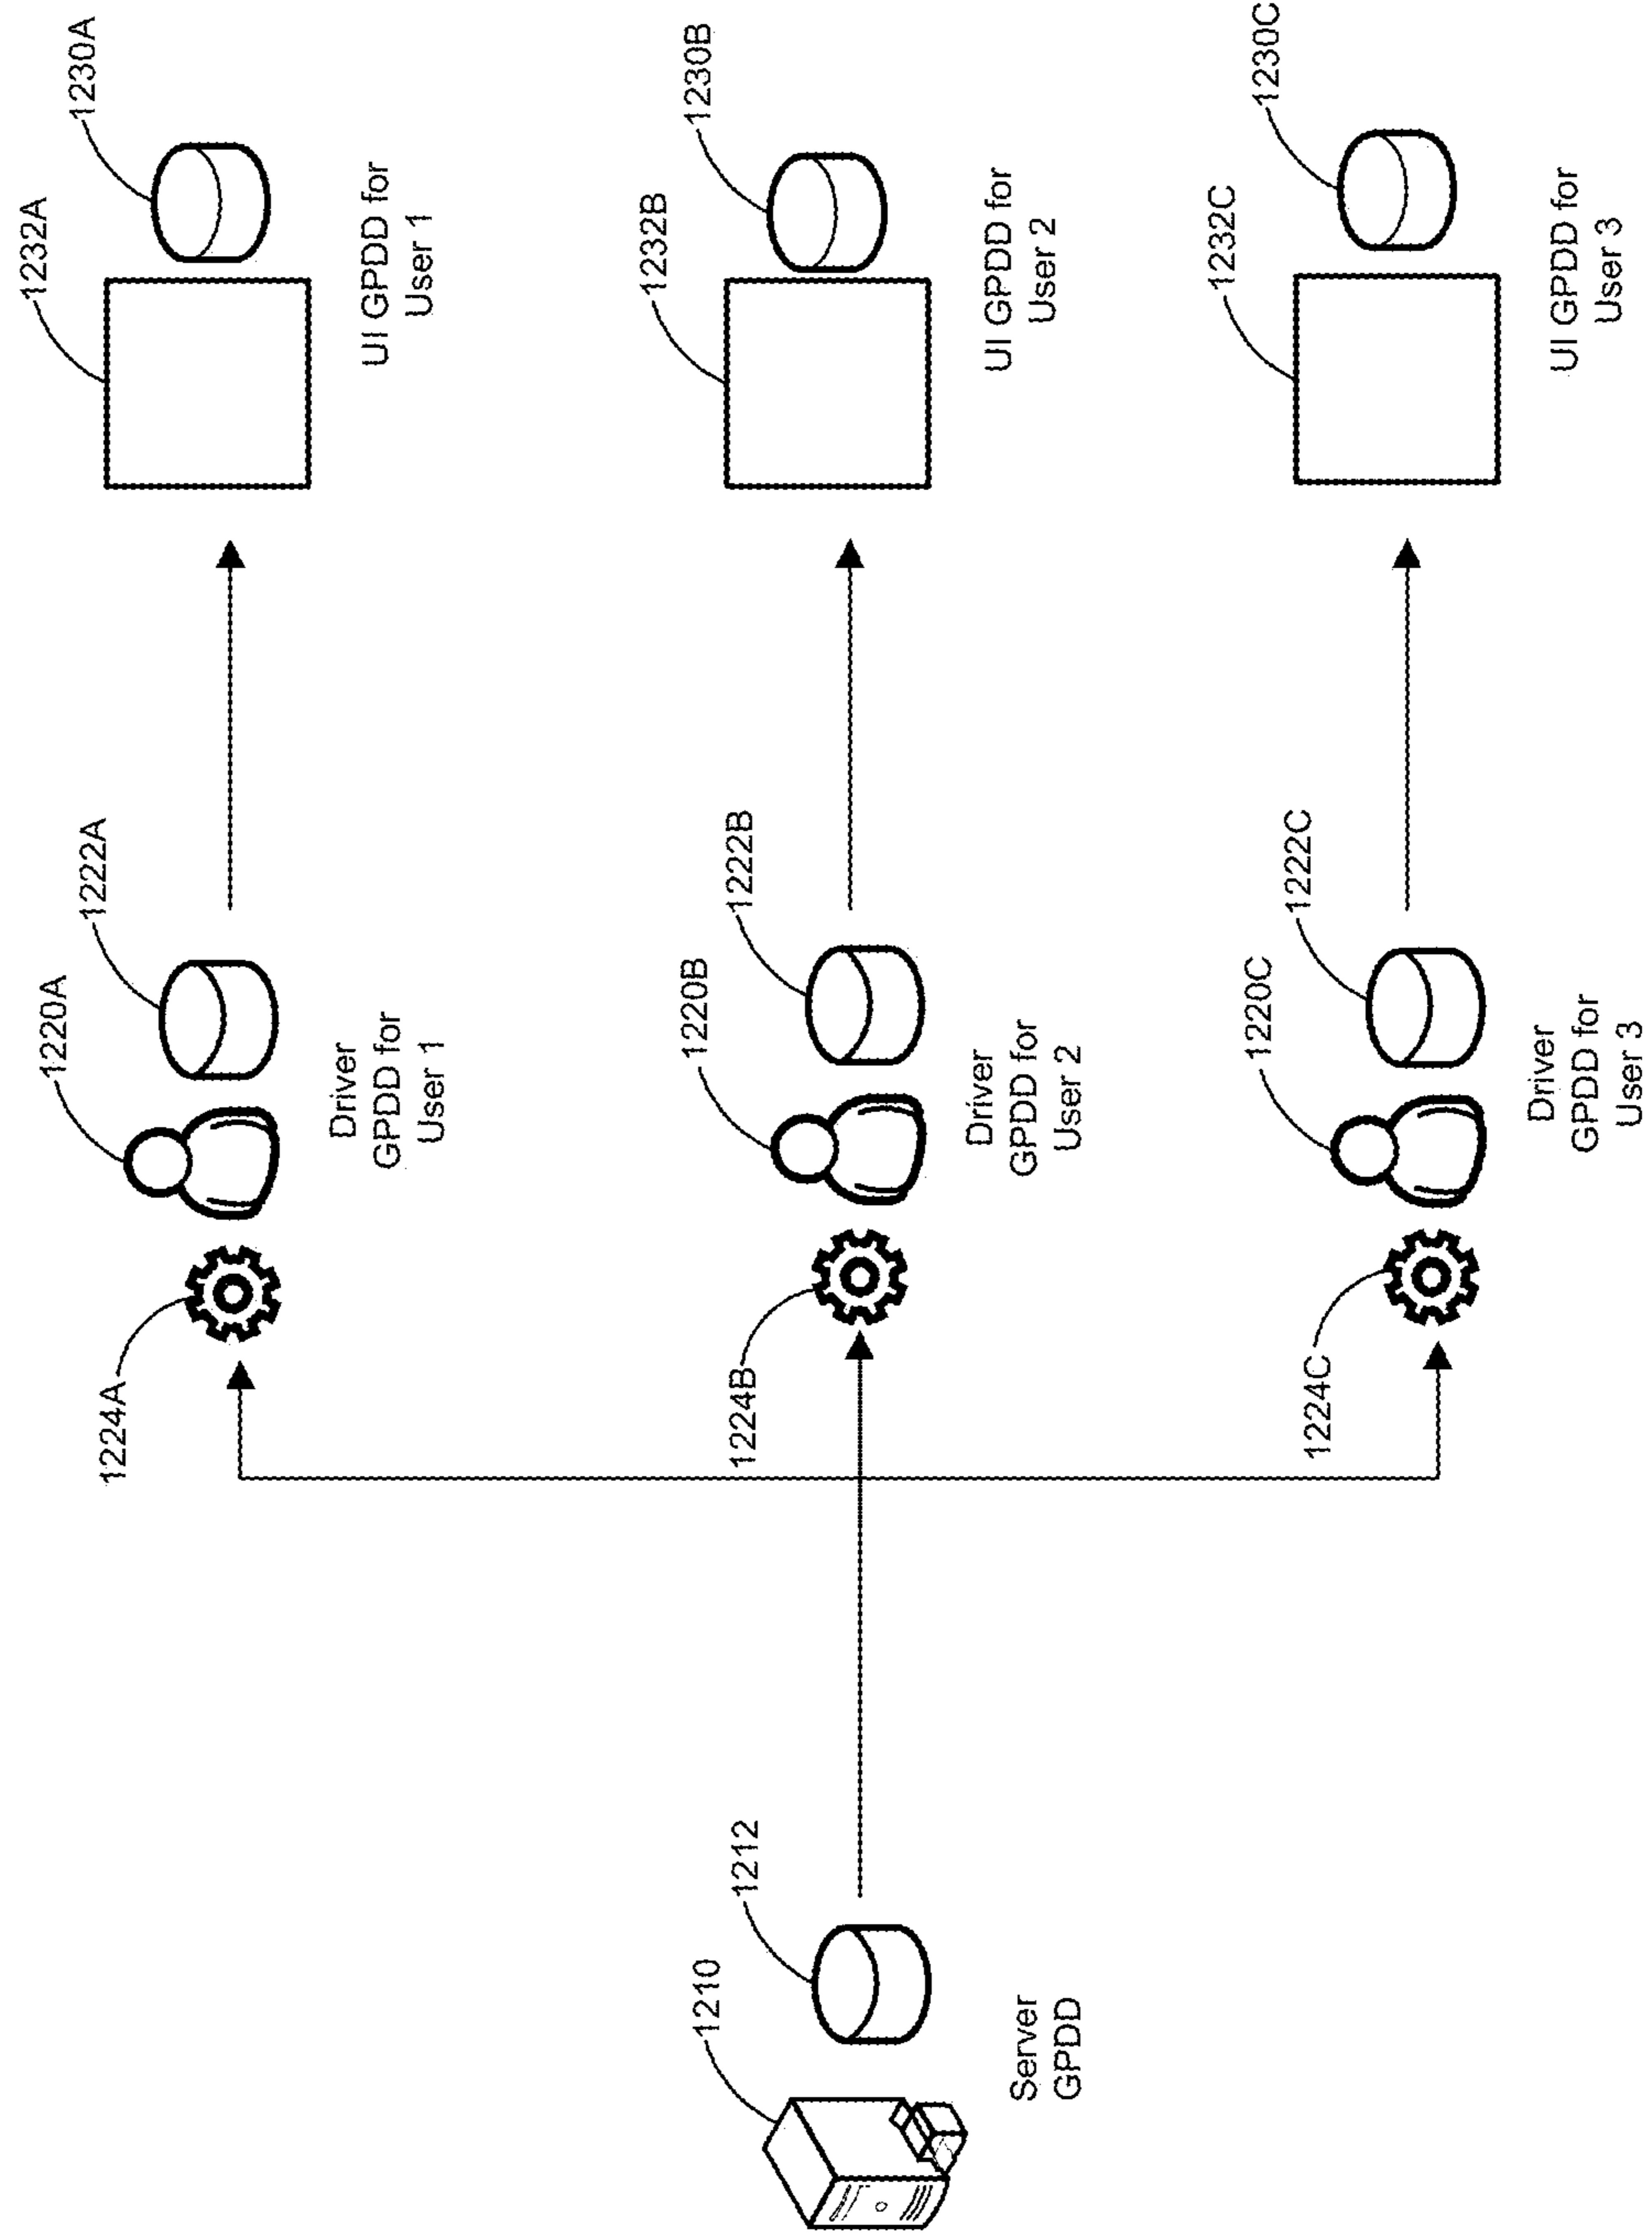 1232A
1230A
1220A
1222A
1224A
Driver
GPDD for
User 1
UI GPDD for
User 1
1210
1212
Server
GPDD
1224B
1220B
1222B
Driver
GPDD for
User 2
1232B
1230B
UI GPDD for
User 2
1224C
1220C
1222C
Driver
GPDD for
User 3
1232C
1230C
UI GPDD for
User 3